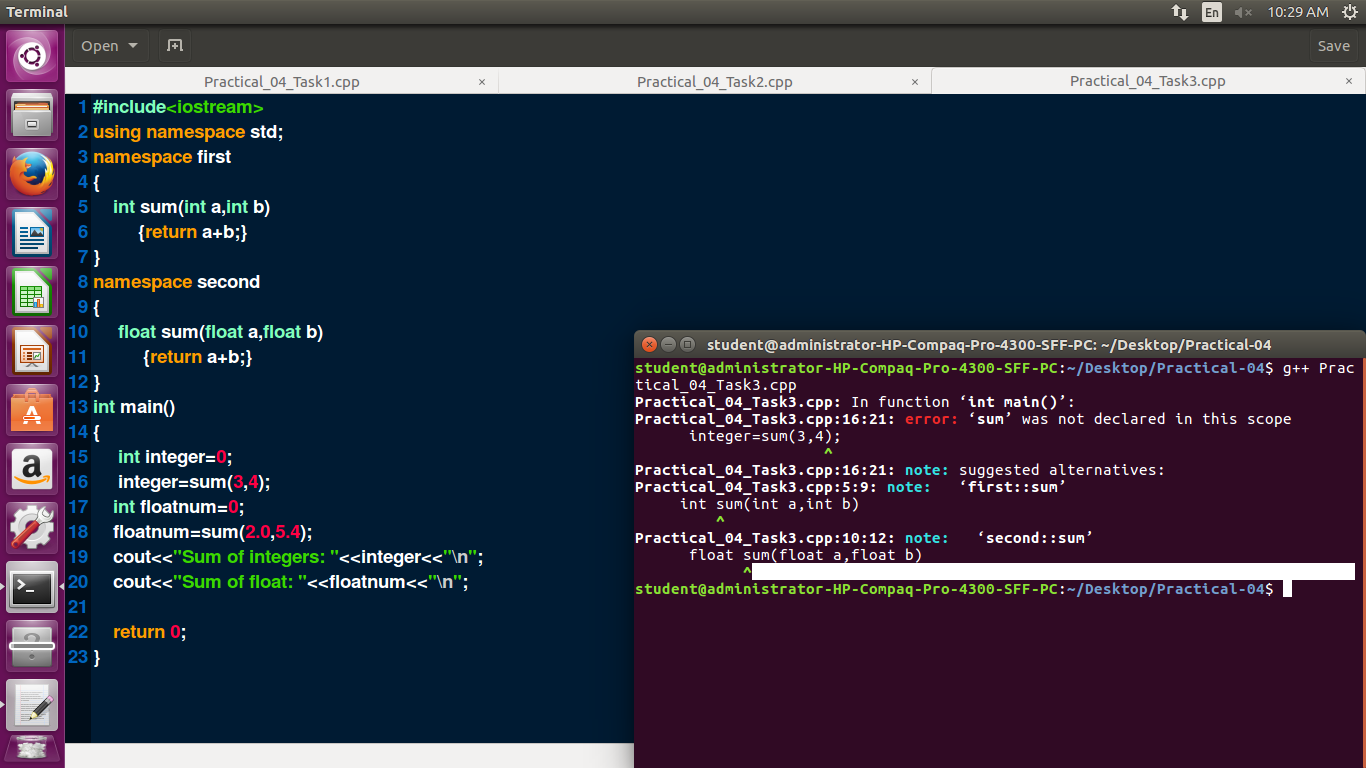 Terminal
En
10:29 AM
Open
Save
Practical_04_Task1.cpp ×
Practical_04_Task2.cpp ×
Practical_04_Task3.cpp ×
1 #include<iostream>
2 using namespace std;
3 namespace first
4 {
5 int sum(int a,int b)
6 {return a+b;}
7 }
8 namespace second
9 {
10 float sum(float a,float b)
11 {return a+b;}
12 }
13 int main()
14 {
15 int integer=0;
16 integer=sum(3,4);
17 int floatnum=0;
18 floatnum=sum(2.0,5.4);
19 cout<<"Sum of integers: "<<integer<<"\n";
20 cout<<"Sum of float: "<<floatnum<<"\n";
21
22 return 0;
23 }
student@administrator-HP-Compaq-Pro-4300-SFF-PC: ~/Desktop/Practical-04
student@administrator-HP-Compaq-Pro-4300-SFF-PC:~/Desktop/Practical-04$ g++ Prac
tical_04_Task3.cpp
Practical_04_Task3.cpp: In function ‘int main()’:
Practical_04_Task3.cpp:16:21: error: ‘sum’ was not declared in this scope
integer=sum(3,4);
^
Practical_04_Task3.cpp:16:21: note: suggested alternatives:
Practical_04_Task3.cpp:5:9: note: ‘first::sum’
int sum(int a,int b)
^
Practical_04_Task3.cpp:10:12: note: ‘second::sum’
float sum(float a,float b)
^
student@administrator-HP-Compaq-Pro-4300-SFF-PC:~/Desktop/Practical-04$